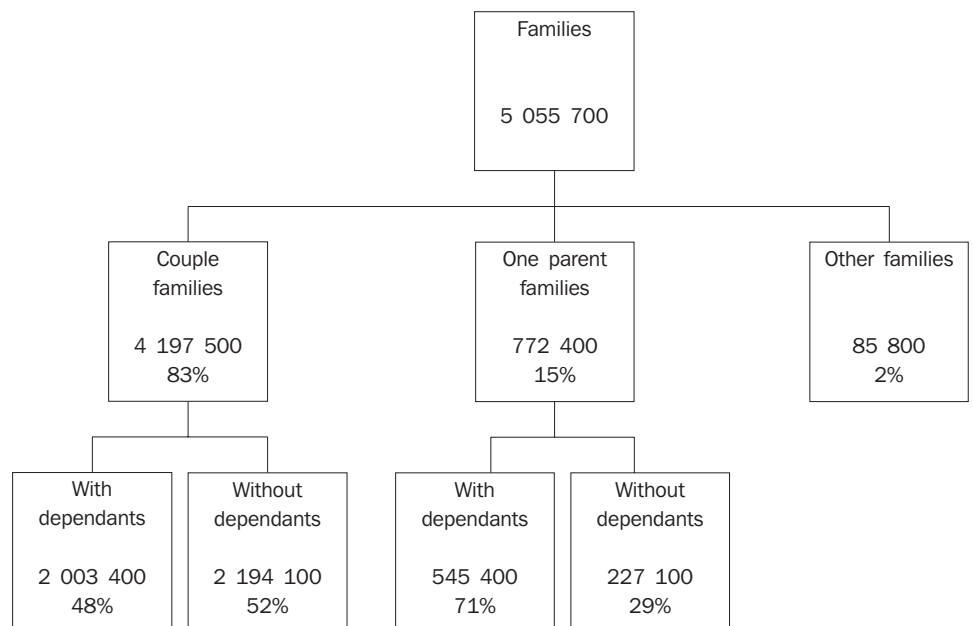 Families
5 055 700
Couple
families
4 197 500
83%
One parent
families
772 400
15%
Other families
85 800
2%
With
dependants
2 003 400
48%
Without
dependants
2 194 100
52%
With
dependants
545 400
71%
Without
dependants
227 100
29%